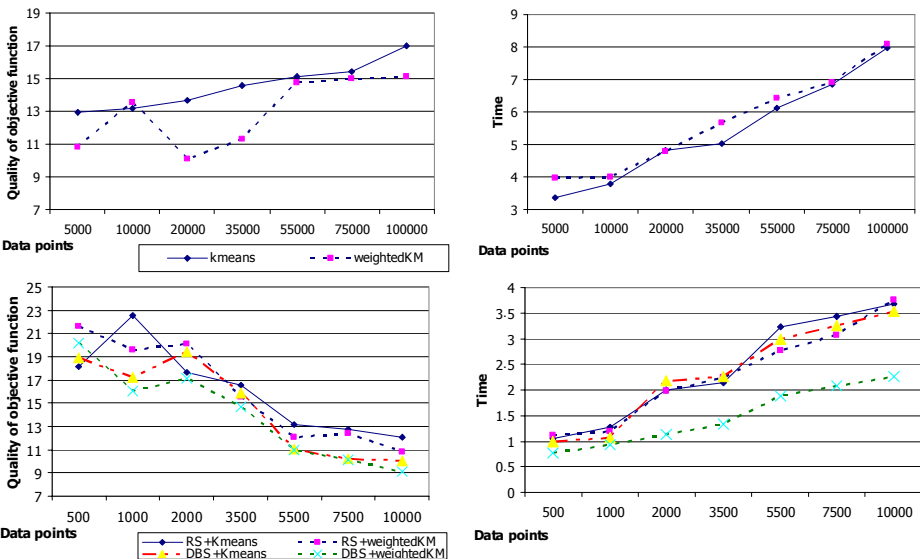 19
17
15
13
11
9
7
Quality of objective function
5000 10000 20000 35000 55000 75000 100000
Data points
kmeans weightedKM
9
8
7
6
5
4
3
Time
5000 10000 20000 35000 55000 75000 100000
Data points
25
23
21
19
17
15
13
11
9
7
Quality of objective function
500 1000 2000 3500 5500 7500 10000
Data points
RS+Kmeans RS+weightedKM
DBS+Kmeans DBS+weightedKM
4
3.5
3
2.5
2
1.5
1
0.5
0
Time
500 1000 2000 3500 5500 7500 10000
Data points